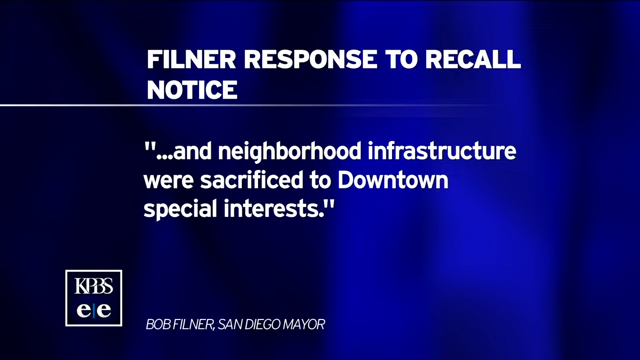 FILNER RESPONSE TO RECALL
NOTICE
"...and neighborhood infrastructure
were sacrificed to Downtown
special interests."
KPBS
e|e
BOB FILNER, SAN DIEGO MAYOR